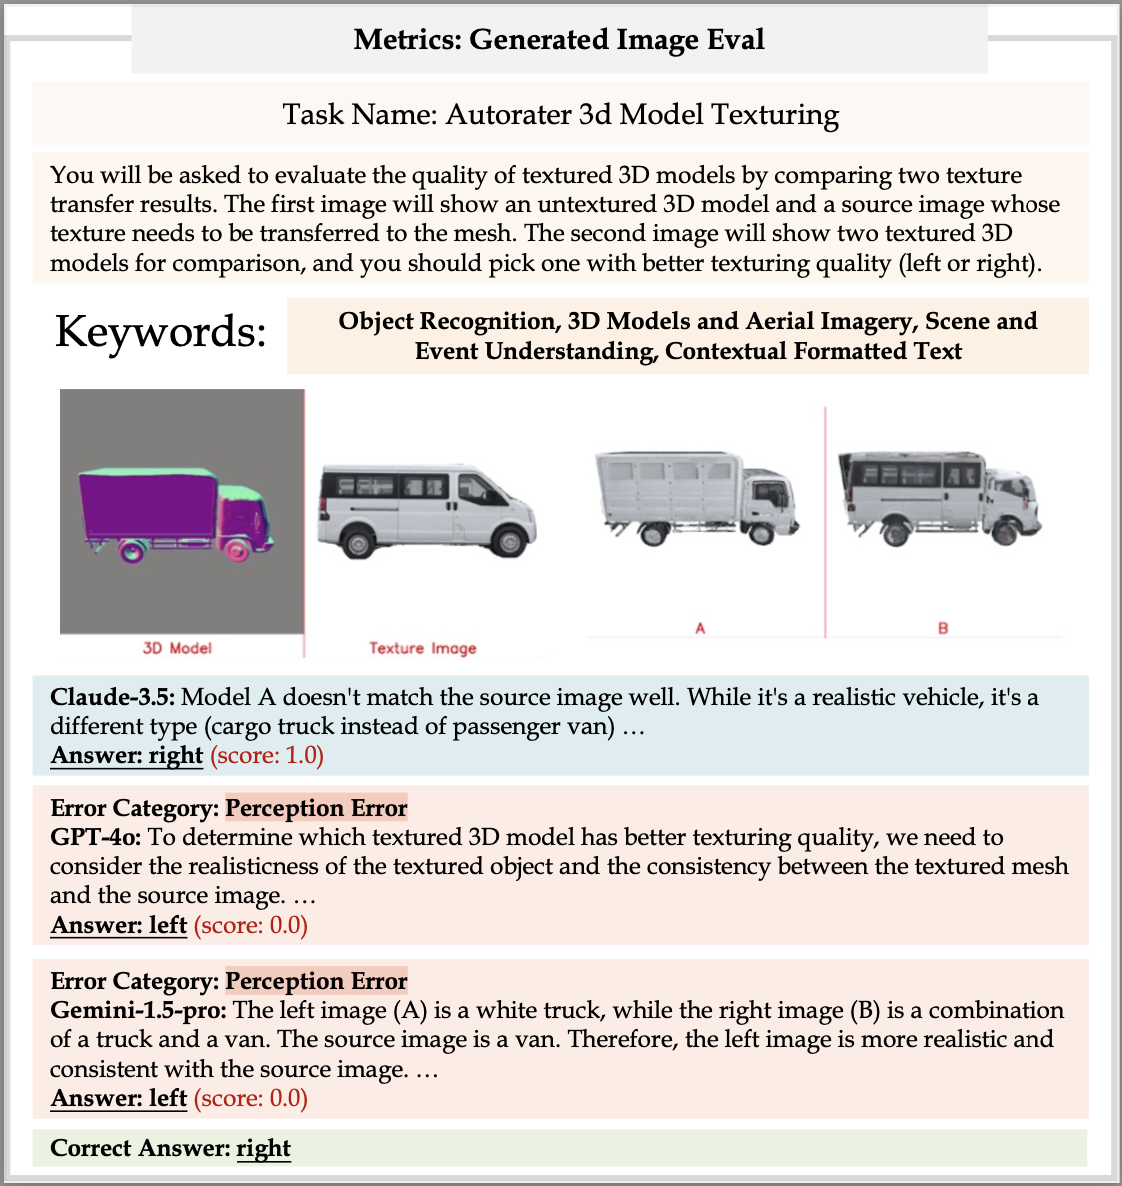 Metrics: Generated Image Eval
Task Name: Autorater 3d Model Texturing
You will be asked to evaluate the quality of textured 3D models by comparing two texture
transfer results. The first image will show an untextured 3D model and a source image whose
texture needs to be transferred to the mesh. The second image will show two textured 3D
models for comparison, and you should pick one with better texturing quality (left or right).
Keywords:
Object Recognition, 3D Models and Aerial Imagery, Scene and
Event Understanding, Contextual Formatted Text
3D Model
Texture Image
A
B
Claude-3.5: Model A doesn't match the source image well. While it's a realistic vehicle, it's a
different type (cargo truck instead of passenger van) …
Answer: right (score: 1.0)
Error Category: Perception Error
GPT-4o: To determine which textured 3D model has better texturing quality, we need to
consider the realisticness of the textured object and the consistency between the textured mesh
and the source image. …
Answer: left (score: 0.0)
Error Category: Perception Error
Gemini-1.5-pro: The left image (A) is a white truck, while the right image (B) is a combination
of a truck and a van. The source image is a van. Therefore, the left image is more realistic and
consistent with the source image. …
Answer: left (score: 0.0)
Correct Answer: right